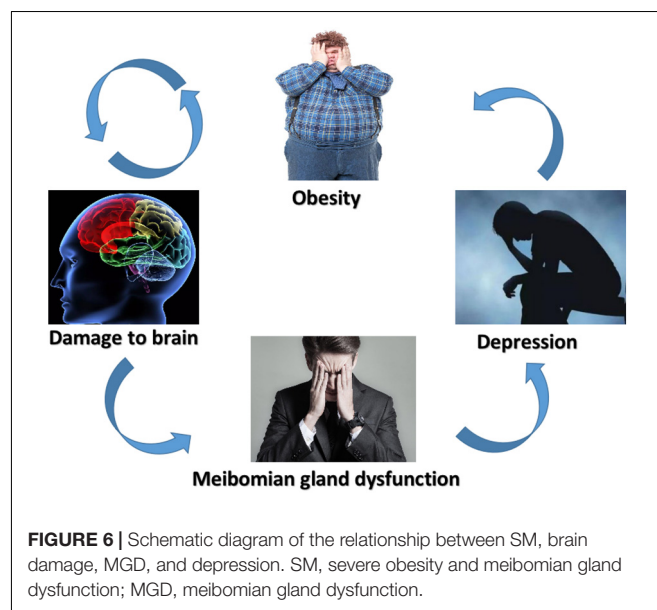 Obesity
Damage to brain
Depression
Meibomian gland dysfunction
FIGURE 6 | Schematic diagram of the relationship between SM, brain
damage, MGD, and depression. SM, severe obesity and meibomian gland
dysfunction; MGD, meibomian gland dysfunction.